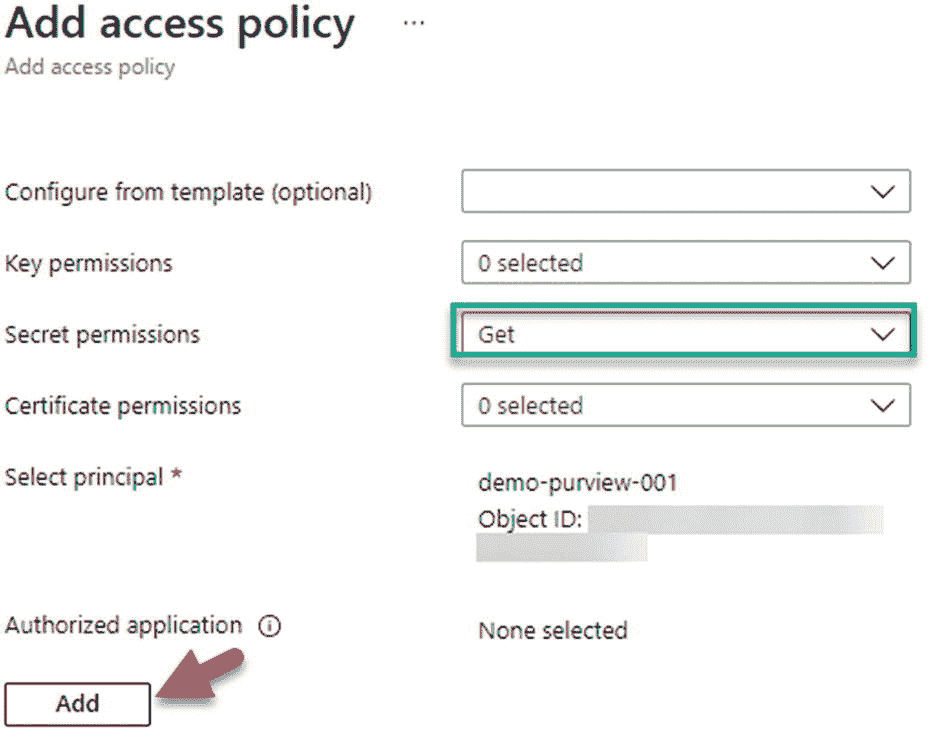 Add access policy ...
Add access policy
Configure from template (optional)
Key permissions 0 selected
Secret permissions Get
Certificate permissions 0 selected
Select principal * demo-purview-001
Object ID:
Authorized application None selected
Add